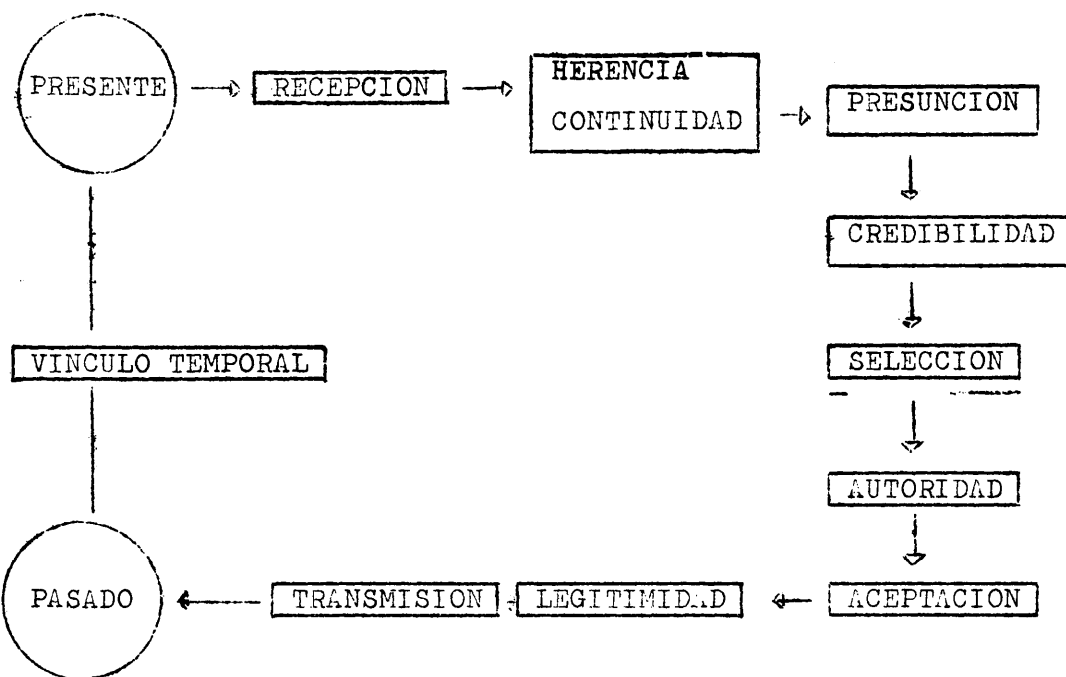 PRESENTE
RECEPCION
HERENCIA
CONTINUIDAD
PRESUNCION
CREDIBILIDAD
VINCULO TEMPORAL
SELECCION
AUTORIDAD
PASADO
TRANSMISION
LEGITIMIDAD
ACEPTACION